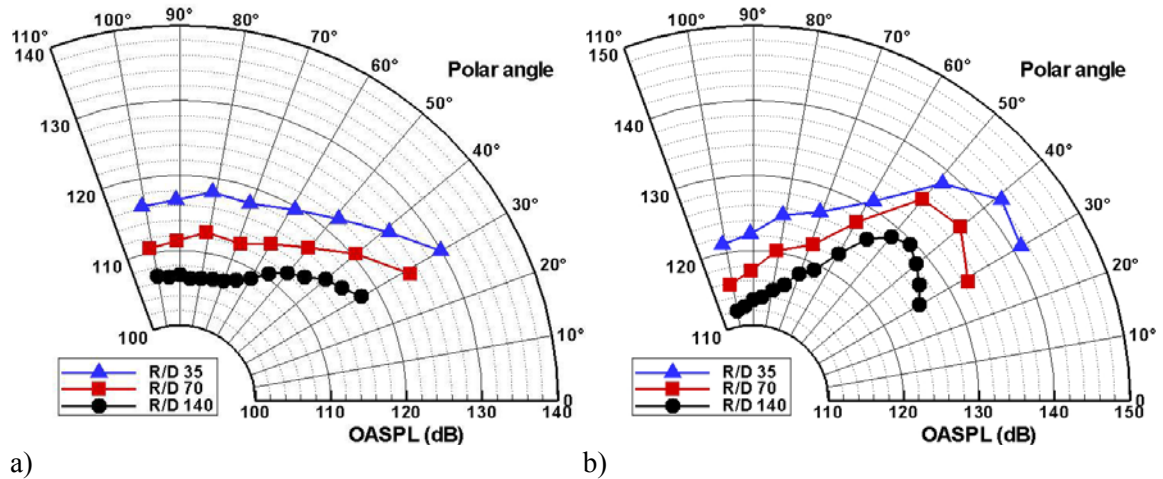 110° 100° 90° 80° 70° 60° 50° 40° 30° 20° 10° 0
Polar angle
140
130
120
110
100
R/D 35
R/D 70
R/D 140
100 110 120 130 140
OASPL (dB)
a)
110° 100° 90° 80° 70° 60° 50° 40° 30° 20° 10° 0
Polar angle
150
140
130
120
110
R/D 35
R/D 70
R/D 140
110 120 130 140 150
OASPL (dB)
b)